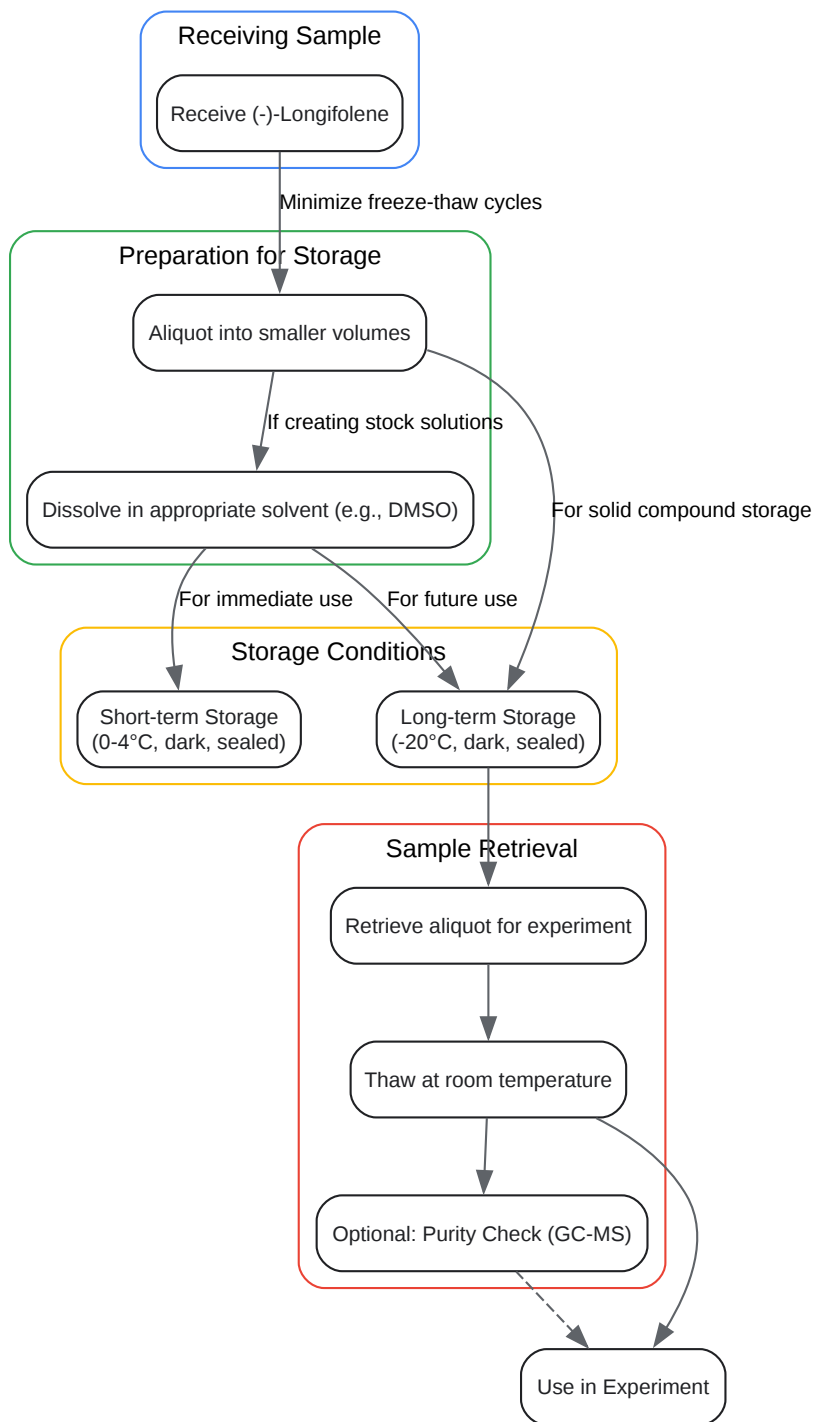 Receiving Sample
Receive (-)-Longifolene
Minimize freeze-thaw cycles
Preparation for Storage
Aliquot into smaller volumes
If creating stock solutions
Dissolve in appropriate solvent (e.g., DMSO)
For solid compound storage
For immediate use
For future use
Storage Conditions
Short-term Storage
(0-4°C, dark, sealed)
Long-term Storage
(-20°C, dark, sealed)
Sample Retrieval
Retrieve aliquot for experiment
Thaw at room temperature
Optional: Purity Check (GC-MS)
Use in Experiment